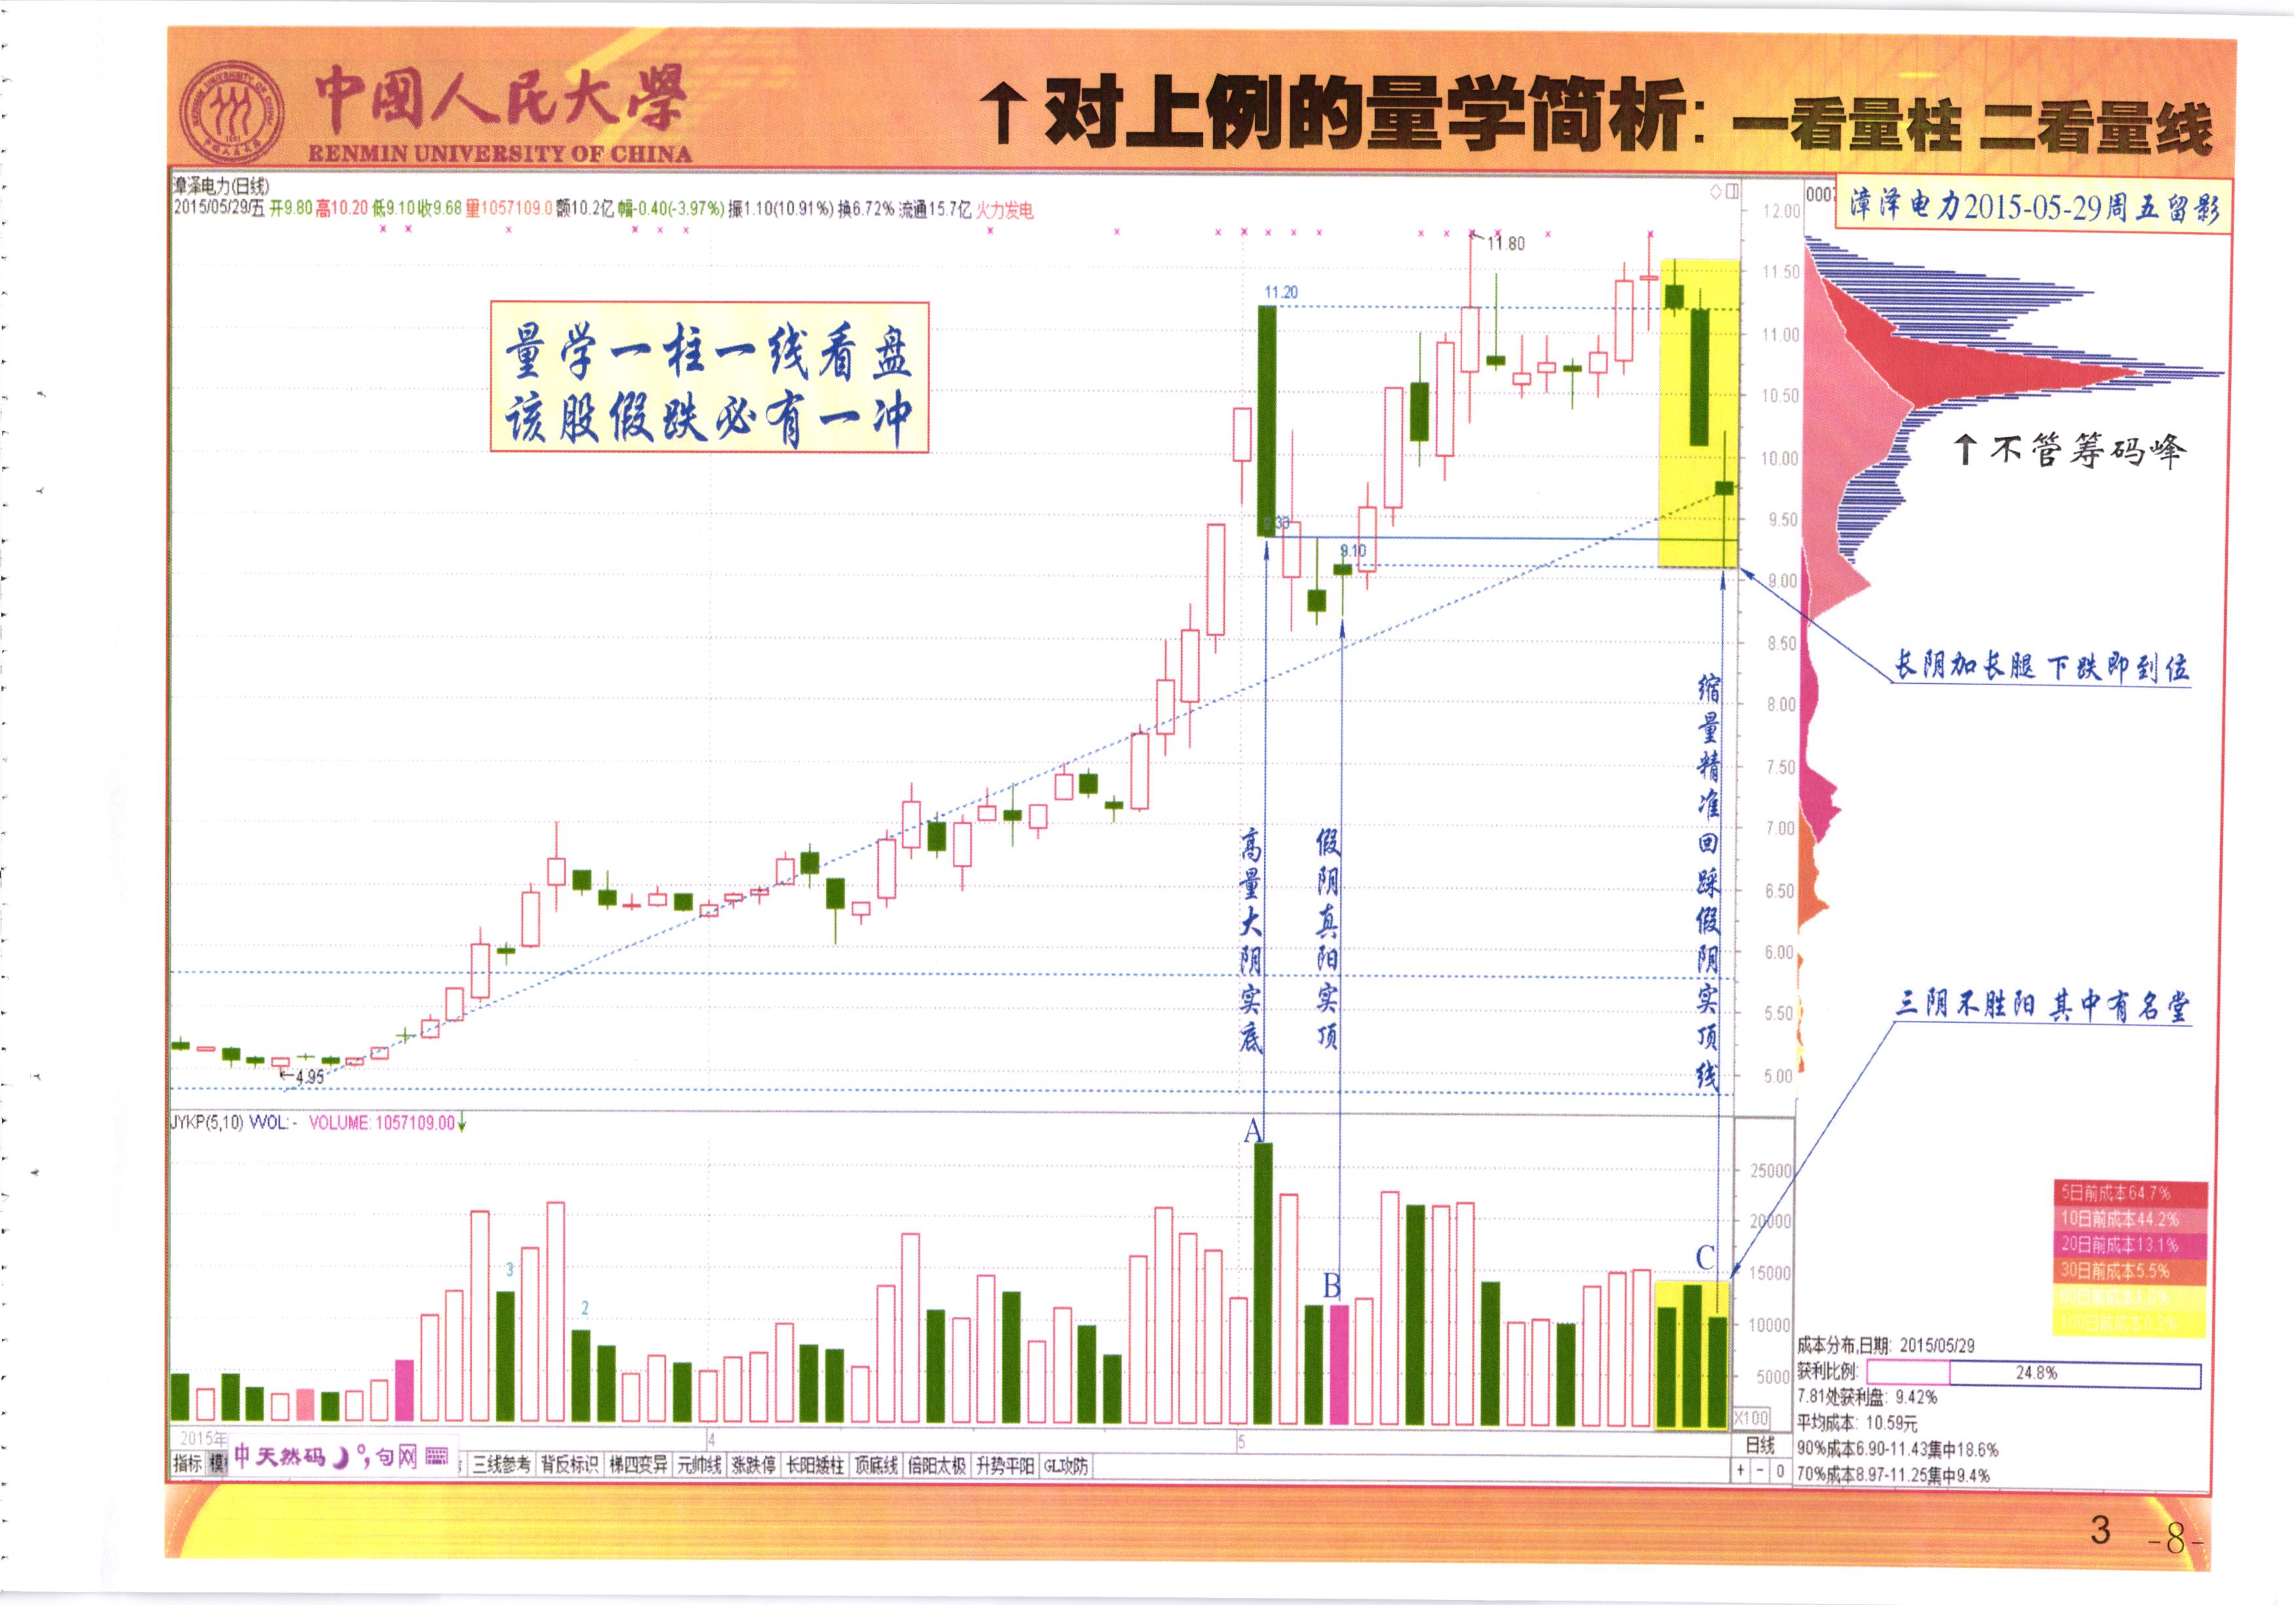 中國人民大學
RENMIN UNIVERSITY OF CHINA
↑对上例的量学简析: 一看量柱 二看量线
漳泽电力(日线)
2015/05/29/五 开9.80 高10.20 低9.10 收9.68 量1057109.0 额10.2亿 幅-0.40(-3.97%) 振1.10(10.91%) 换6.72% 流通15.7亿 火力发电
漳泽电力2015-05-29周五留影
量学一柱一线看盘
该股假跌必有一冲
11.80
11.20
9.30
9.10
4.95
12.00
11.50
11.00
10.50
10.00
9.50
9.00
8.50
8.00
7.50
7.00
6.50
6.00
5.50
5.00
↑不管筹码峰
长阴加长腿 下跌即到位
三阴不胜阳 其中有名堂
高量大阴实底
假阴真阳实顶
缩量精准回踩假阴实顶线
JYKP(5,10) VVOL:- VOLUME:1057109.00↓
A
B
C
3
2
25000
20000
15000
10000
5000
X100
5日前成本64.7%
10日前成本44.2%
20日前成本13.1%
30日前成本5.5%
成本分布,日期: 2015/05/29
获利比例: 24.8%
7.81处获利盘: 9.42%
平均成本: 10.59元
90%成本6.90-11.43集中18.6%
70%成本8.97-11.25集中9.4%
2015年
4
5
日线
指标 模 中天然码 句网 三线参考 背反标识 梯四变异 元帅线 涨跌停 长阳矮柱 顶底线 倍阳太极 升势平阳 GL攻防
+ - 0
3 -8-